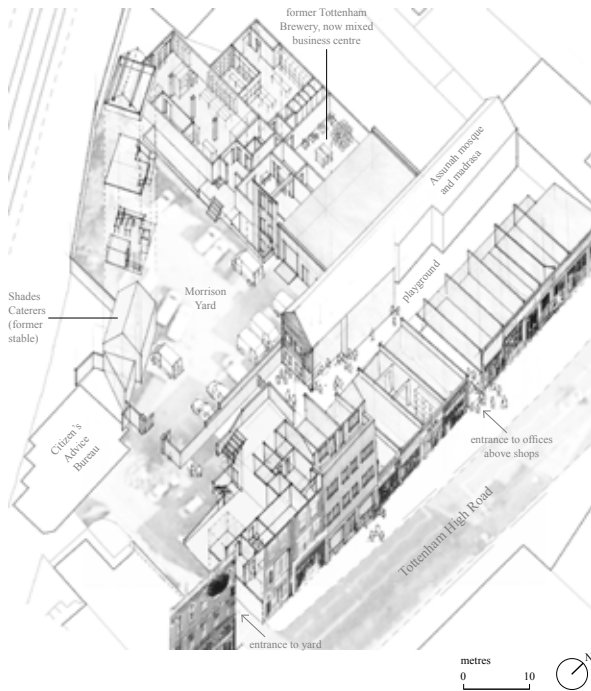 former Tottenham
Brewery, now mixed
business centre
Assunah mosque
and madrasa
playground
Morrison
Yard
Shades
Caterers
(former
stable)
Citizen's
Advice
Bureau
entrance to offices
above shops
Tottenham High Road
entrance to yard
metres
0 10
N